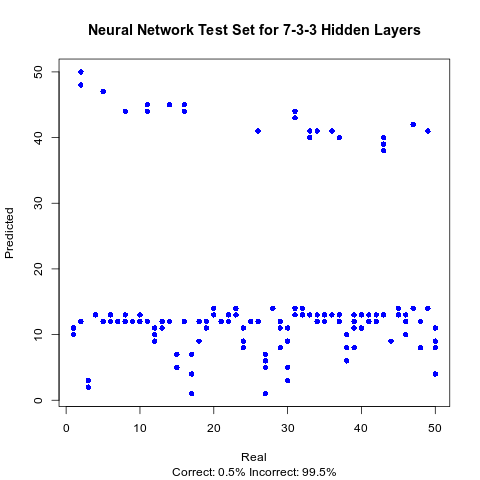 Neural Network Test Set for 7-3-3 Hidden Layers
Predicted
50
40
30
20
10
0
0 10 20 30 40 50
Real
Correct: 0.5% Incorrect: 99.5%